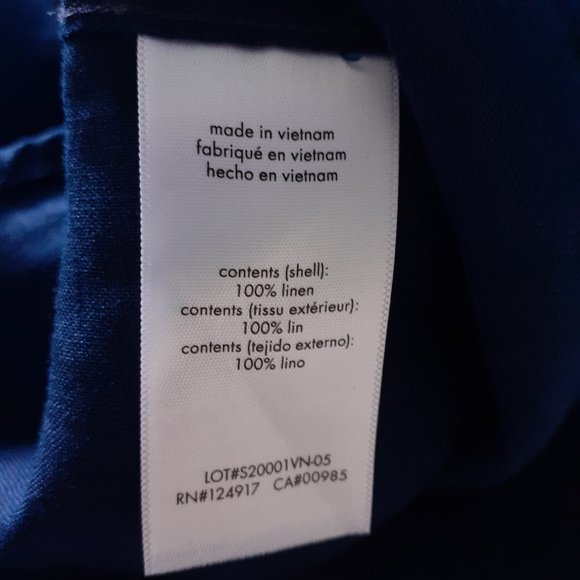 made in vietnam
fabriqué en vietnam
hecho en vietnam
contents (shell):
100% linen
contents (tissu extérieur):
100% lin
contents (tejido externo):
100% lino
LOT#S20001VN-05
RN#124917 CA#00985